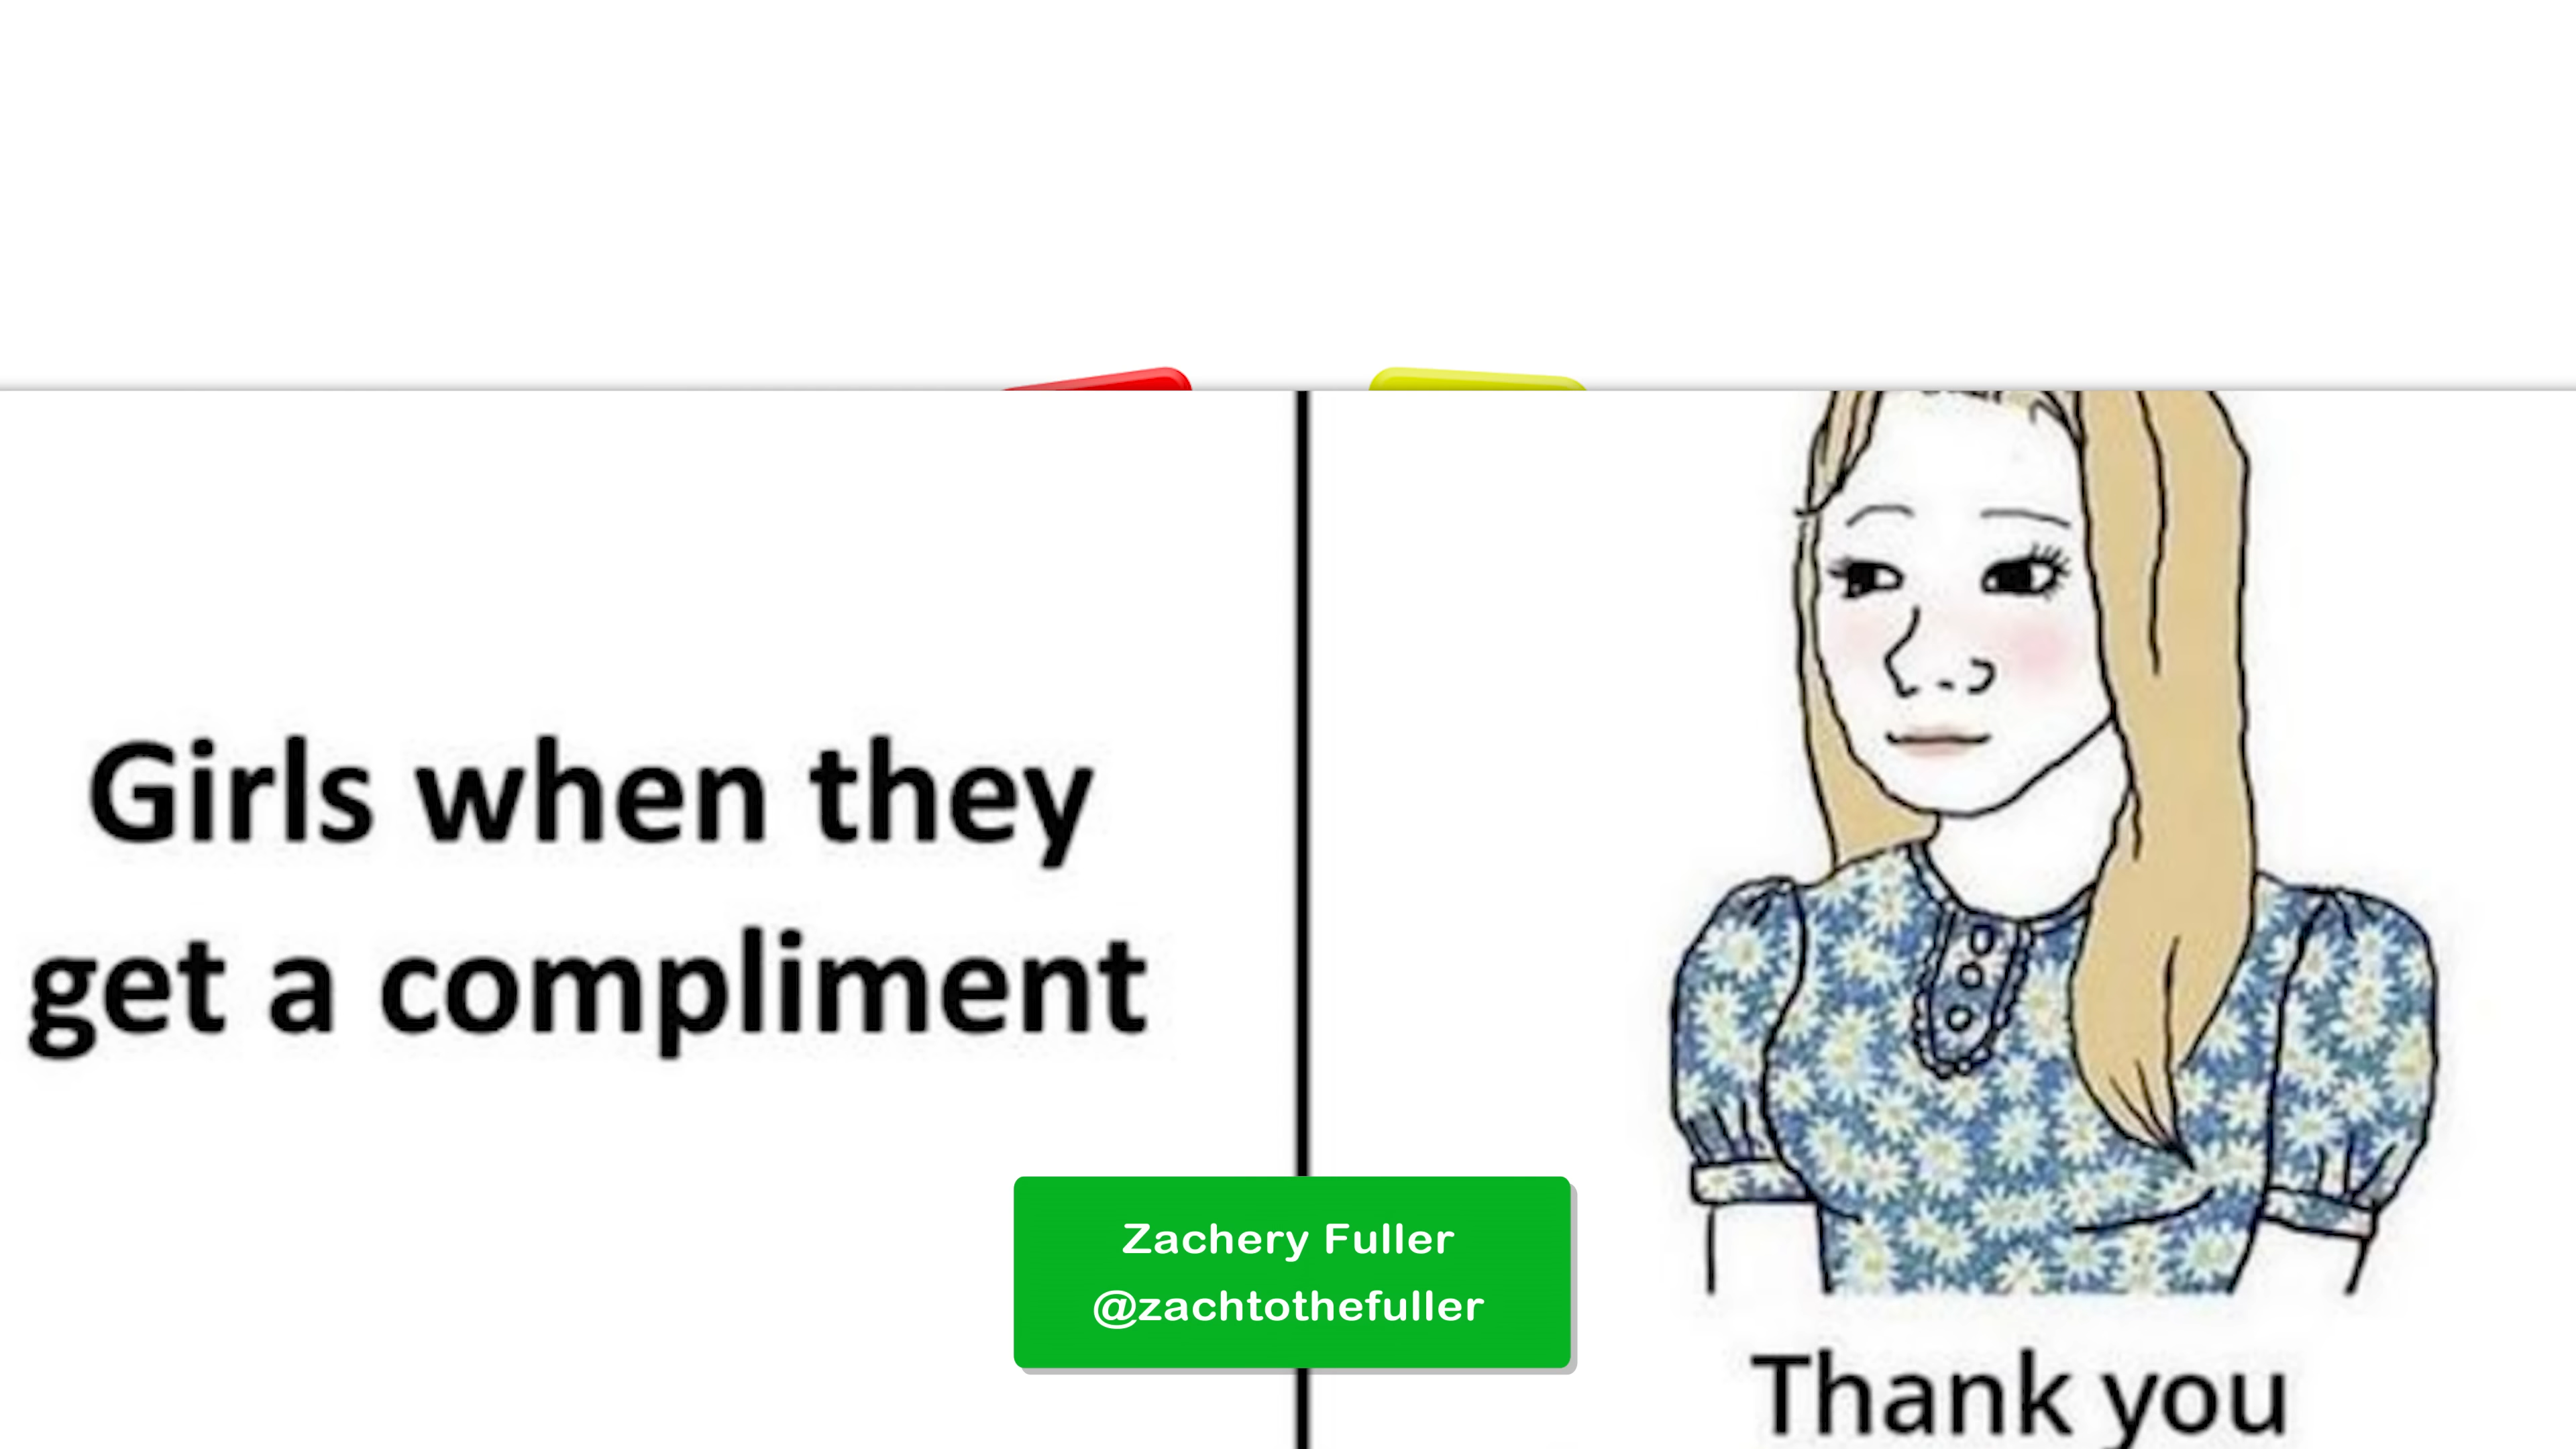 Girls when they
get a compliment
Zachery Fuller
@zachtothefuller
Thank you